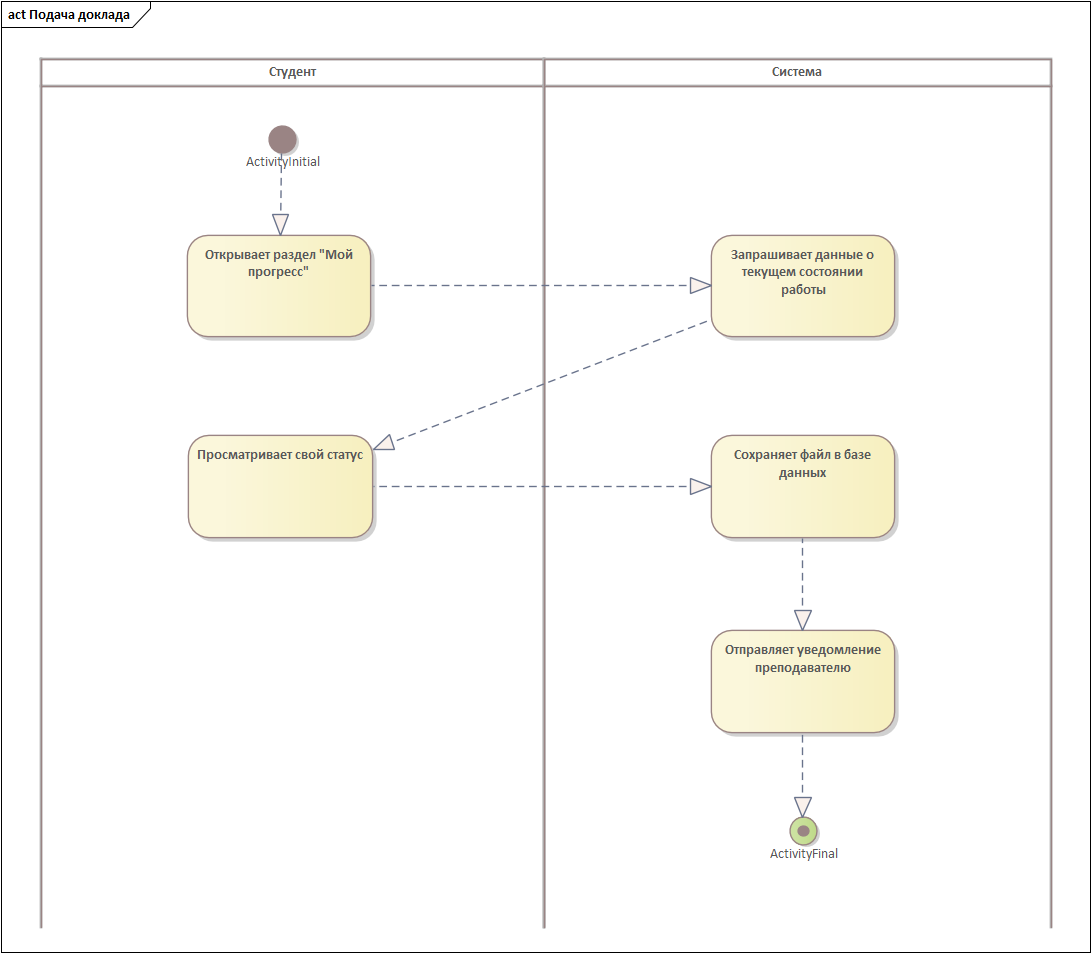 act Подача доклада
Студент
Система
ActivityInitial
Открывает раздел "Мой
прогресс"
Запрашивает данные о
текущем состоянии
работы
Просматривает свой статус
Сохраняет файл в базе
данных
Отправляет уведомление
преподавателю
ActivityFinal